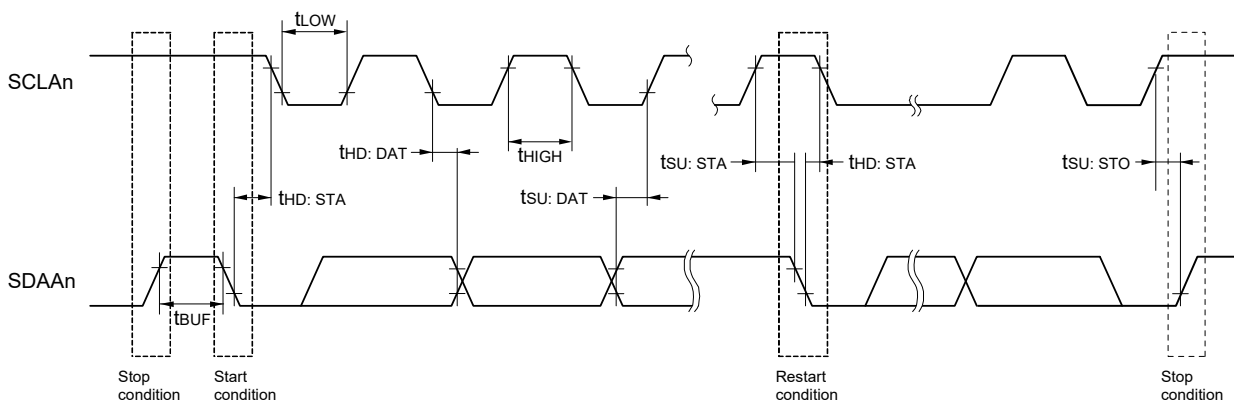 tLOW
SCLAn
tHD: DAT
tHIGH
tSU: STA
tHD: STA
tSU: STO
tHD: STA
tSU: DAT
SDAAn
tBUF
Stop
condition
Start
condition
Restart
condition
Stop
condition